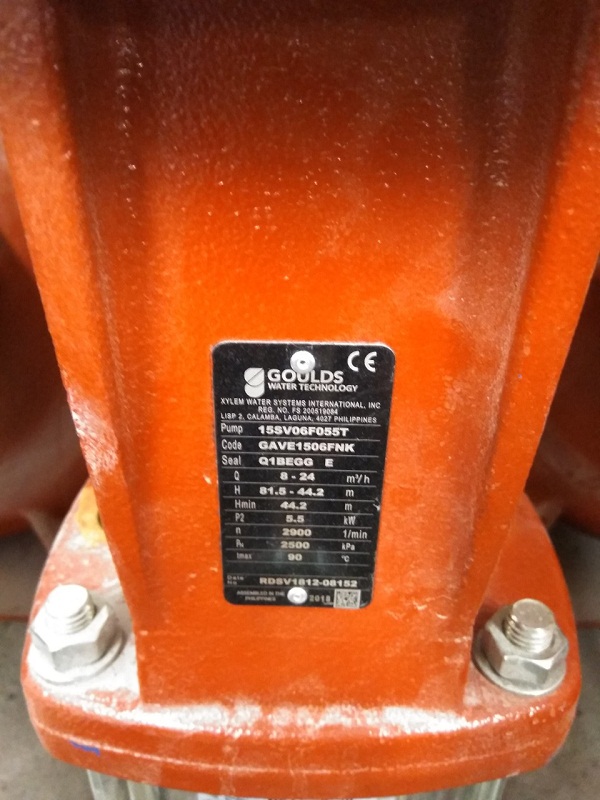 CE
GOULDS
WATER TECHNOLOGY
XYLEM WATER SYSTEMS INTERNATIONAL, INC
REG. NO. FS 200519084
LISP 2, CALAMBA, LAGUNA, 4027 PHILIPPINES
Pump 15SV06F055T
Code GAVE1506FNK
Seal Q1BEGG E
Q 8 - 24 m³/h
H 81.5 - 44.2 m
Hmin 44.2 m
P2 5.5 kW
n 2900 1/min
2500 kPa
tmax 90 °C
Date
No RDSV1812-08152
ASSEMBLED IN THE
PHILIPPINES 2018